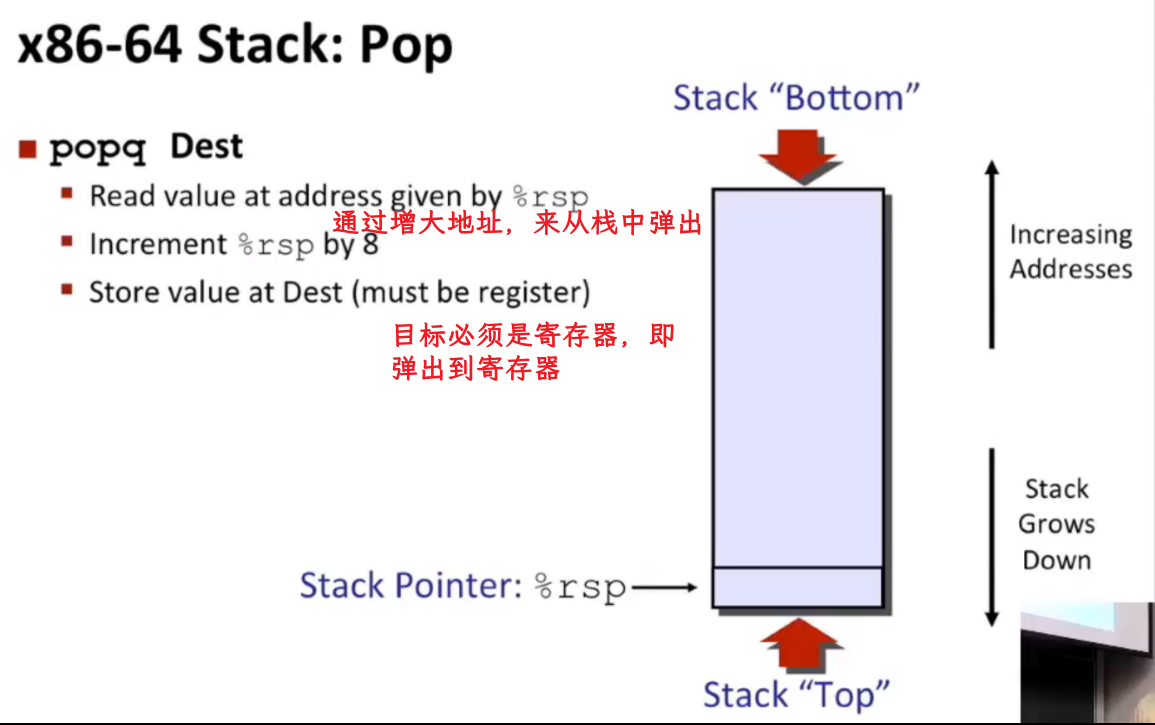 x86-64 Stack: Pop
Stack “Bottom”
■ popq Dest
▪ Read value at address given by %rsp
通过增大地址，来从栈中弹出
▪ Increment %rsp by 8
▪ Store value at Dest (must be register)
目标必须是寄存器，即
弹出到寄存器
Increasing
Addresses
Stack
Grows
Down
Stack Pointer: %rsp
Stack “Top”